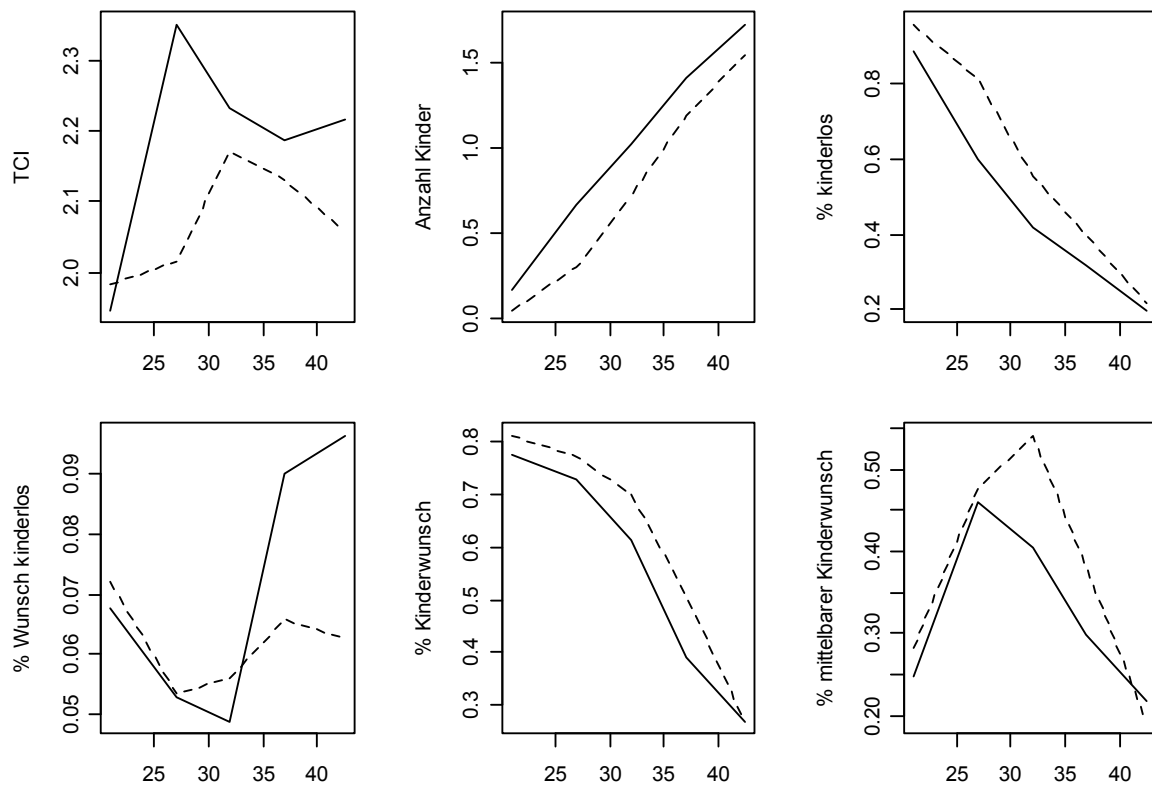 TCI
2.0 2.1 2.2 2.3
25 30 35 40
Anzahl Kinder
0.0 0.5 1.0 1.5
25 30 35 40
% kinderlos
0.2 0.4 0.6 0.8
25 30 35 40
% Wunsch kinderlos
0.05 0.06 0.07 0.08 0.09
25 30 35 40
% Kinderwunsch
0.3 0.4 0.5 0.6 0.7 0.8
25 30 35 40
% mittelbarer Kinderwunsch
0.20 0.30 0.40 0.50
25 30 35 40